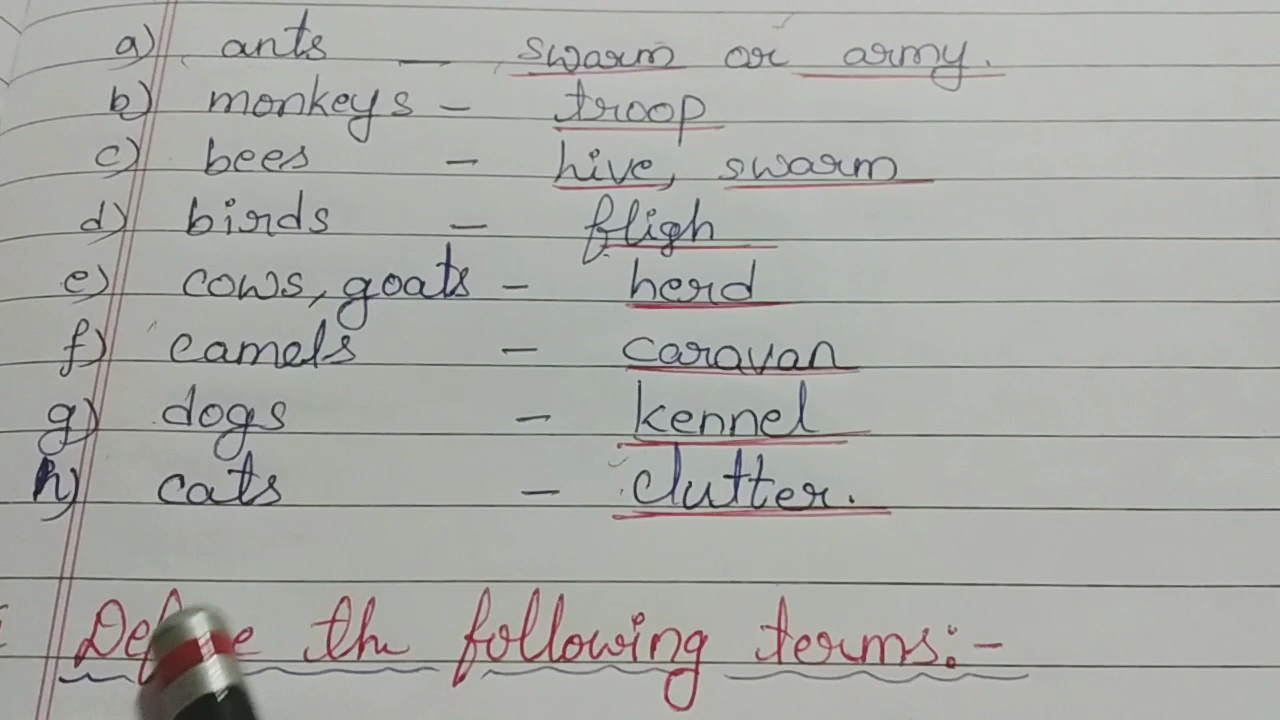 a) ants - swarm or army.
b) monkeys - troop
c) bees - hive, swarm
d) birds - fligh
e) cows, goats - herd
f) camels - caravan
g) dogs - kennel
h) cats - clutter.
the following terms:-